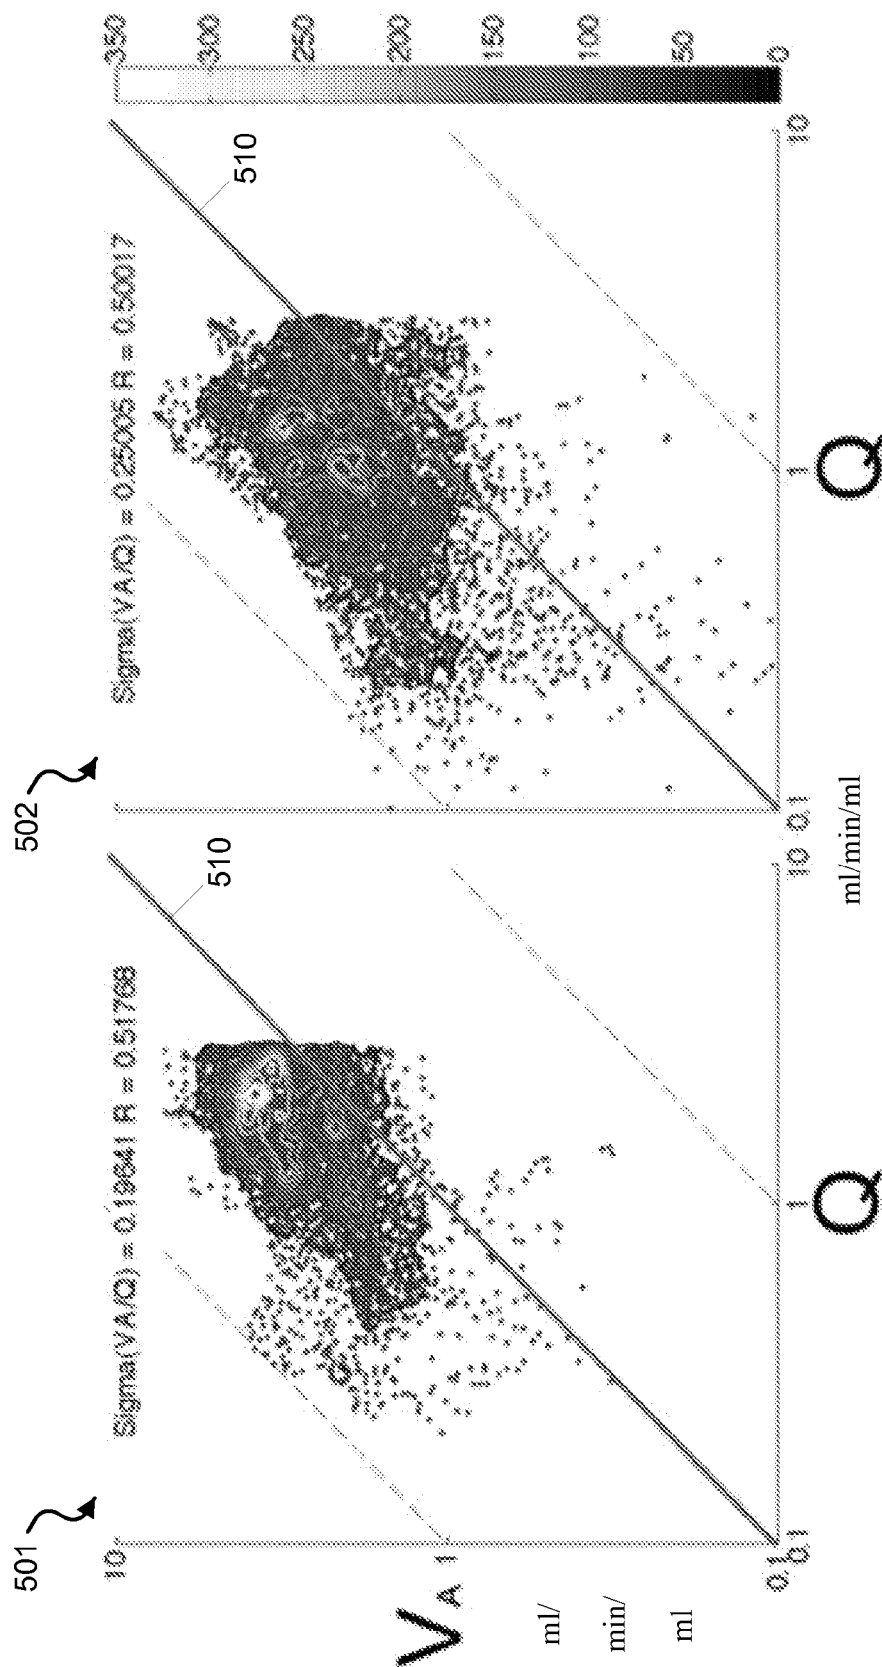 501
502
Sigma(VA/Q) = 0.19641 R = 0.51768
Sigma(VA/Q) = 0.25005 R = 0.50017
510
510
10
1
0.1
VA
ml/
min/
ml
0.1
1
10
Q
0.1
1
10
Q
ml/min/ml
350
300
250
200
150
100
50
0